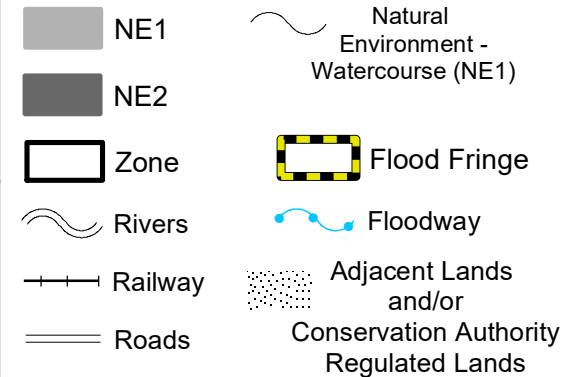 NE1
NE2
Zone
Rivers
Railway
Roads
Natural
Environment -
Watercourse (NE1)
Flood Fringe
Floodway
Adjacent Lands
and/or
Conservation Authority
Regulated Lands